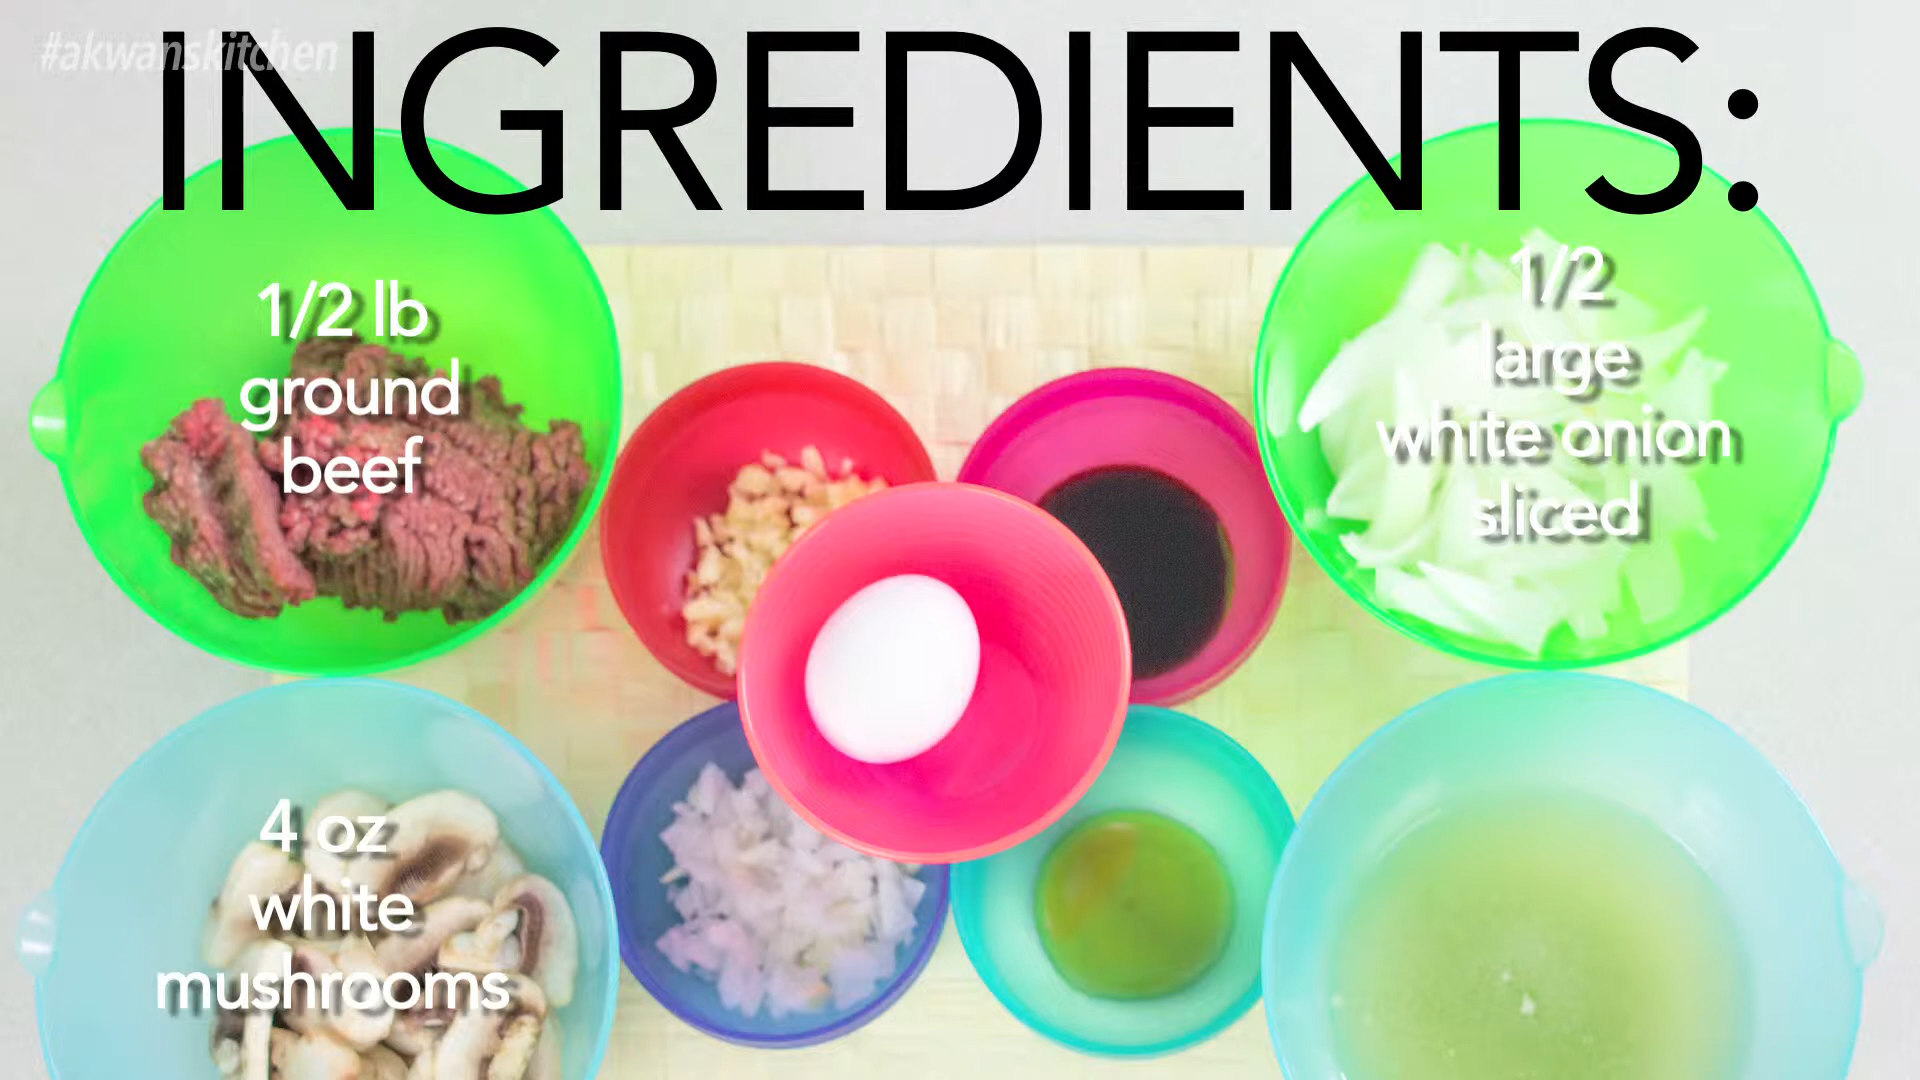 #akwanskitchen
INGREDIENTS:
1/2 lb
ground
beef
1/2
large
white onion
sliced
4 oz
white
mushrooms